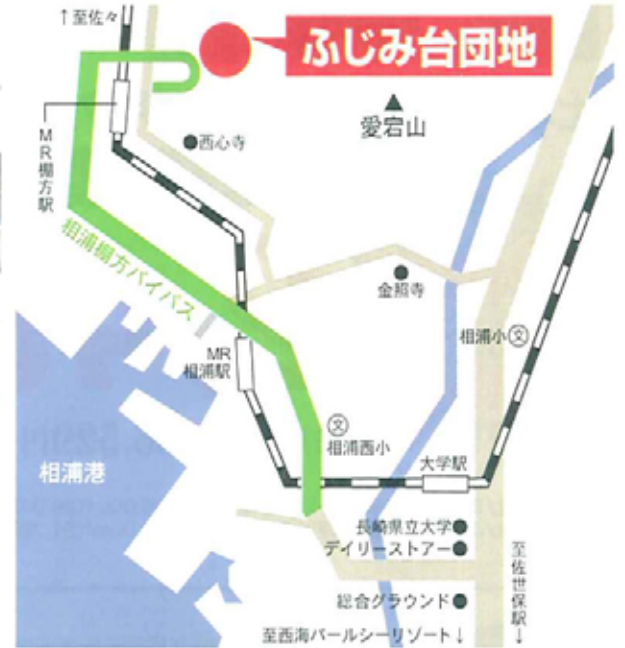 ↑至佐々
ふじみ台団地
愛宕山
西心寺
MR棚方駅
相浦棚方バイパス
金照寺
相浦小
文
MR
相浦駅
文
相浦西小
大学駅
相浦港
長崎県立大学
デイリーストアー
至佐世保駅↓
総合グラウンド
至西海パールシーリゾート↓